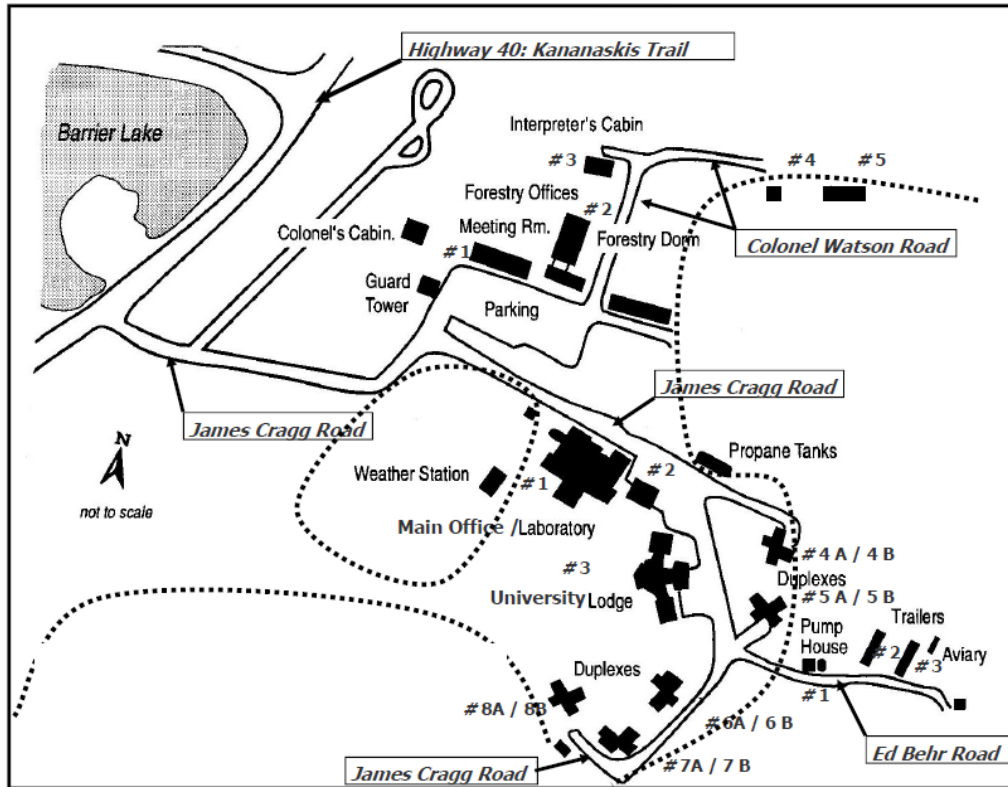 Highway 40: Kananaskis Trail
Barrier Lake
Interpreter's Cabin
#3
#4
#5
Forestry Offices
#2
Colonel's Cabin.
Meeting Rm.
Forestry Dorm
#1
Colonel Watson Road
Guard
Tower
Parking
James Cragg Road
James Cragg Road
N
not to scale
Weather Station
#1
#2
Propane Tanks
Main Office /Laboratory
#3
University Lodge
#4 A / 4 B
Duplexes
#5 A / 5 B
Trailers
Pump
House
#2
#3
Aviary
#1
Duplexes
#8A / 8B
#6A / 6 B
#7A / 7 B
James Cragg Road
Ed Behr Road